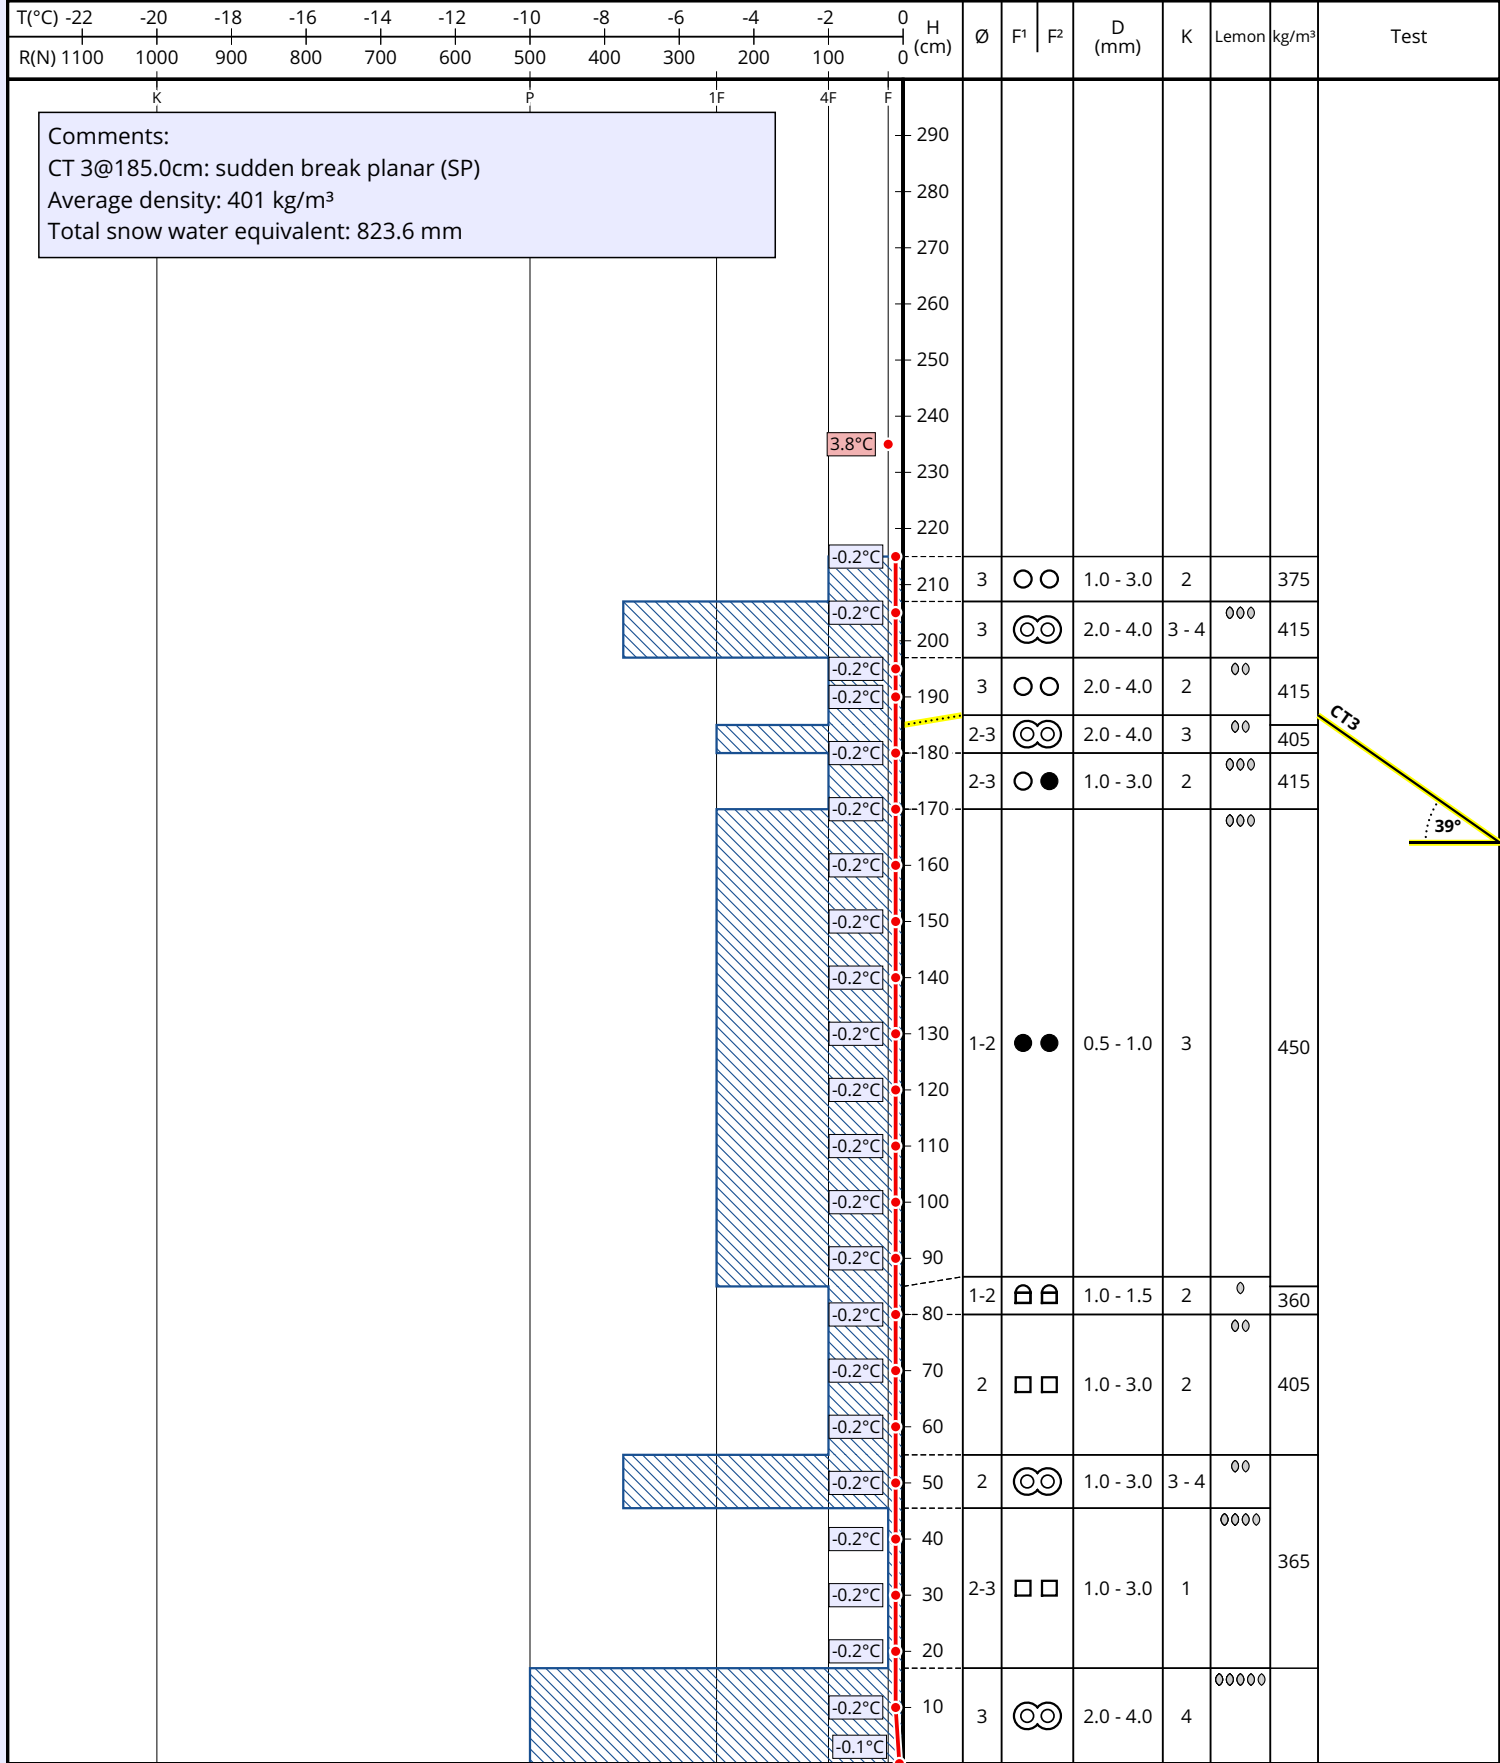 T(°C) -22 -20 -18 -16 -14 -12 -10 -8 -6 -4 -2 0
R(N) 1100 1000 900 800 700 600 500 400 300 200 100 0
H (cm) Ø F¹ F² D (mm) K Lemon kg/m³ Test
K P 1F 4F F
Comments:
CT 3@185.0cm: sudden break planar (SP)
Average density: 401 kg/m³
Total snow water equivalent: 823.6 mm
290
280
270
260
250
240
3.8°C
230
220
-0.2°C
210 3 1.0 - 3.0 2 375
-0.2°C
200 3 2.0 - 4.0 3 - 4 415
-0.2°C
-0.2°C 190 3 2.0 - 4.0 2 415
CT3
2-3 2.0 - 4.0 3 405
-0.2°C 180
2-3 1.0 - 3.0 2 415
-0.2°C 170
39°
-0.2°C 160
-0.2°C 150
-0.2°C 140
-0.2°C 130
1-2 0.5 - 1.0 3 450
-0.2°C 120
-0.2°C 110
-0.2°C 100
-0.2°C 90
1-2 1.0 - 1.5 2 360
-0.2°C 80
-0.2°C 70
2 1.0 - 3.0 2 405
-0.2°C 60
-0.2°C 50 2 1.0 - 3.0 3 - 4
-0.2°C 40
365
-0.2°C 30 2-3 1.0 - 3.0 1
-0.2°C 20
-0.2°C 10 3 2.0 - 4.0 4
-0.1°C